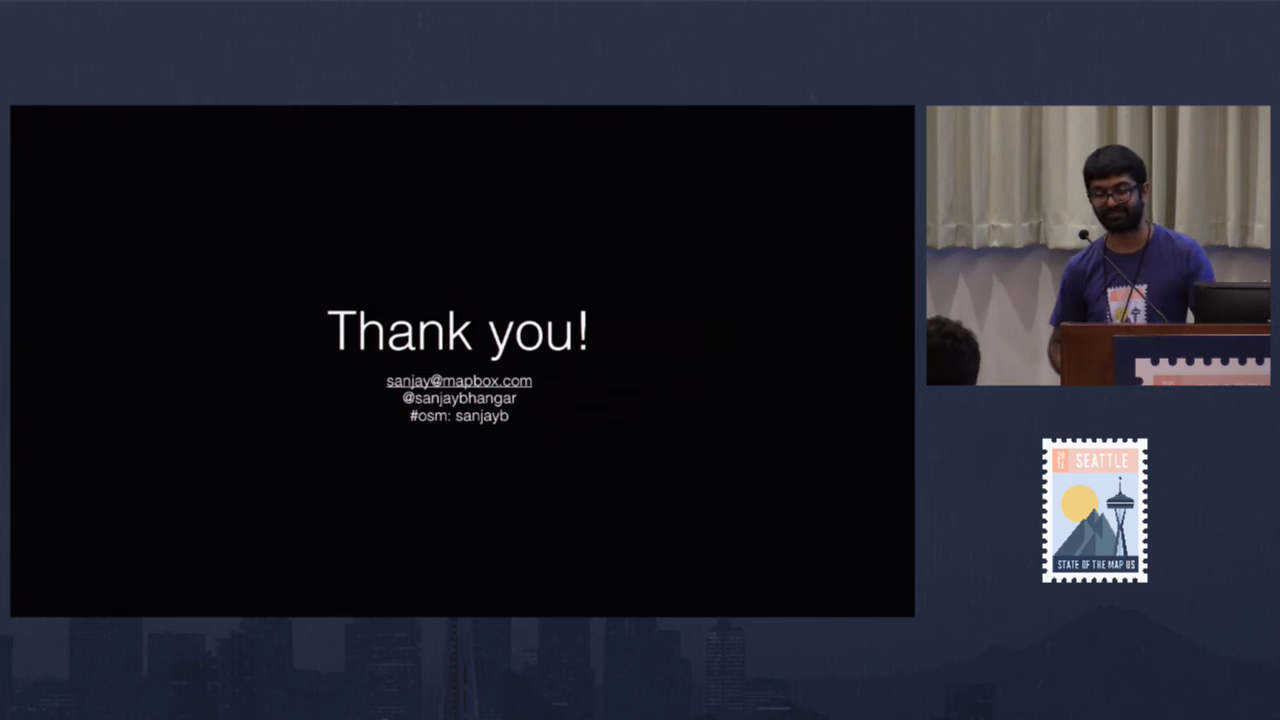 Thank you!
sanjay@mapbox.com
@sanjaybhangar
#osm: sanjayb
SEATTLE
STATE OF THE MAP US